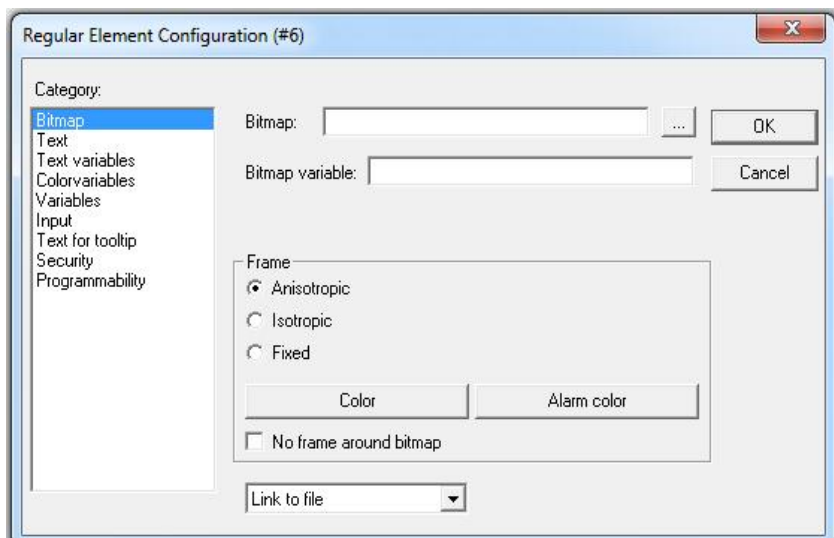 Regular Element Configuration (#6)
Category:
Bitmap
Text
Text variables
Colorvariables
Variables
Input
Text for tooltip
Security
Programmability
Bitmap:
...
OK
Bitmap variable:
Cancel
Frame
Anisotropic
Isotropic
Fixed
Color
Alarm color
No frame around bitmap
Link to file